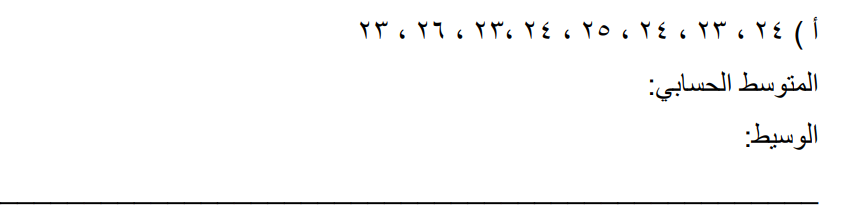 أ ) ٢٤ ، ٢٣ ، ٢٤ ، ٢٥ ، ٢٤ ،٢٣ ، ٢٦ ، ٢٣
المتوسط الحسابي:
الوسيط: